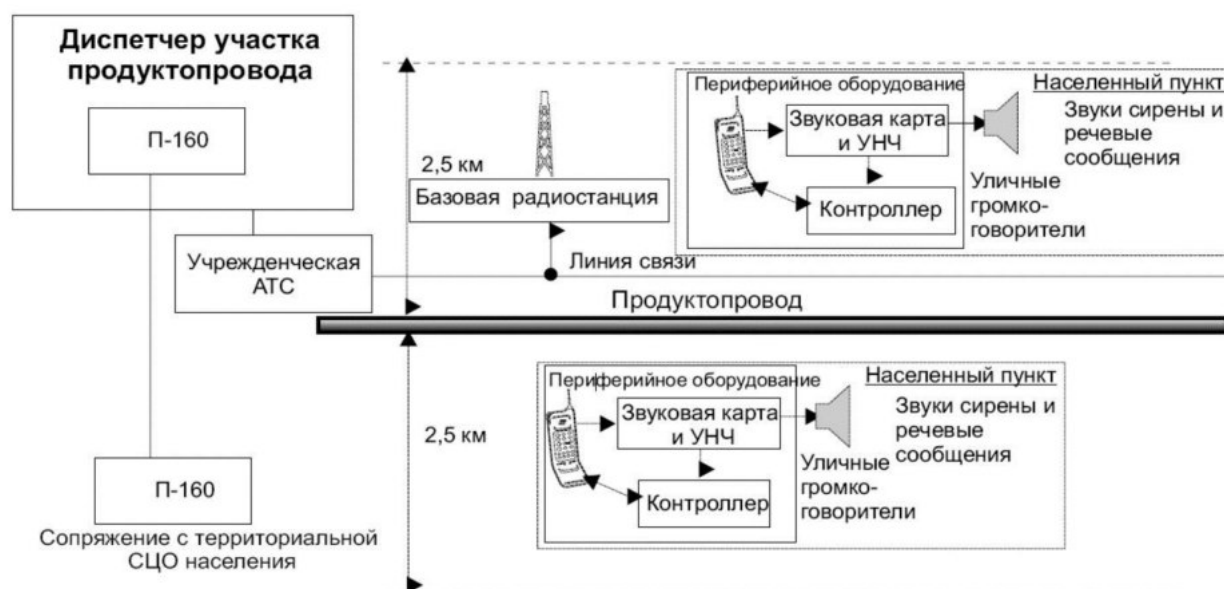 Диспетчер участка
продуктопровода
П-160
Учрежденческая
АТС
П-160
Сопряжение с территориальной
СЦО населения
2,5 км
Базовая радиостанция
Линия связи
Продуктопровод
Периферийное оборудование
Звуковая карта
и УНЧ
Контроллер
Населенный пункт
Звуки сирены и
речевые
сообщения
Уличные
громко-
говорители
2,5 км
Периферийное оборудование
Звуковая карта
и УНЧ
Контроллер
Населенный пункт
Звуки сирены и
речевые
сообщения
Уличные
громко-
говорители